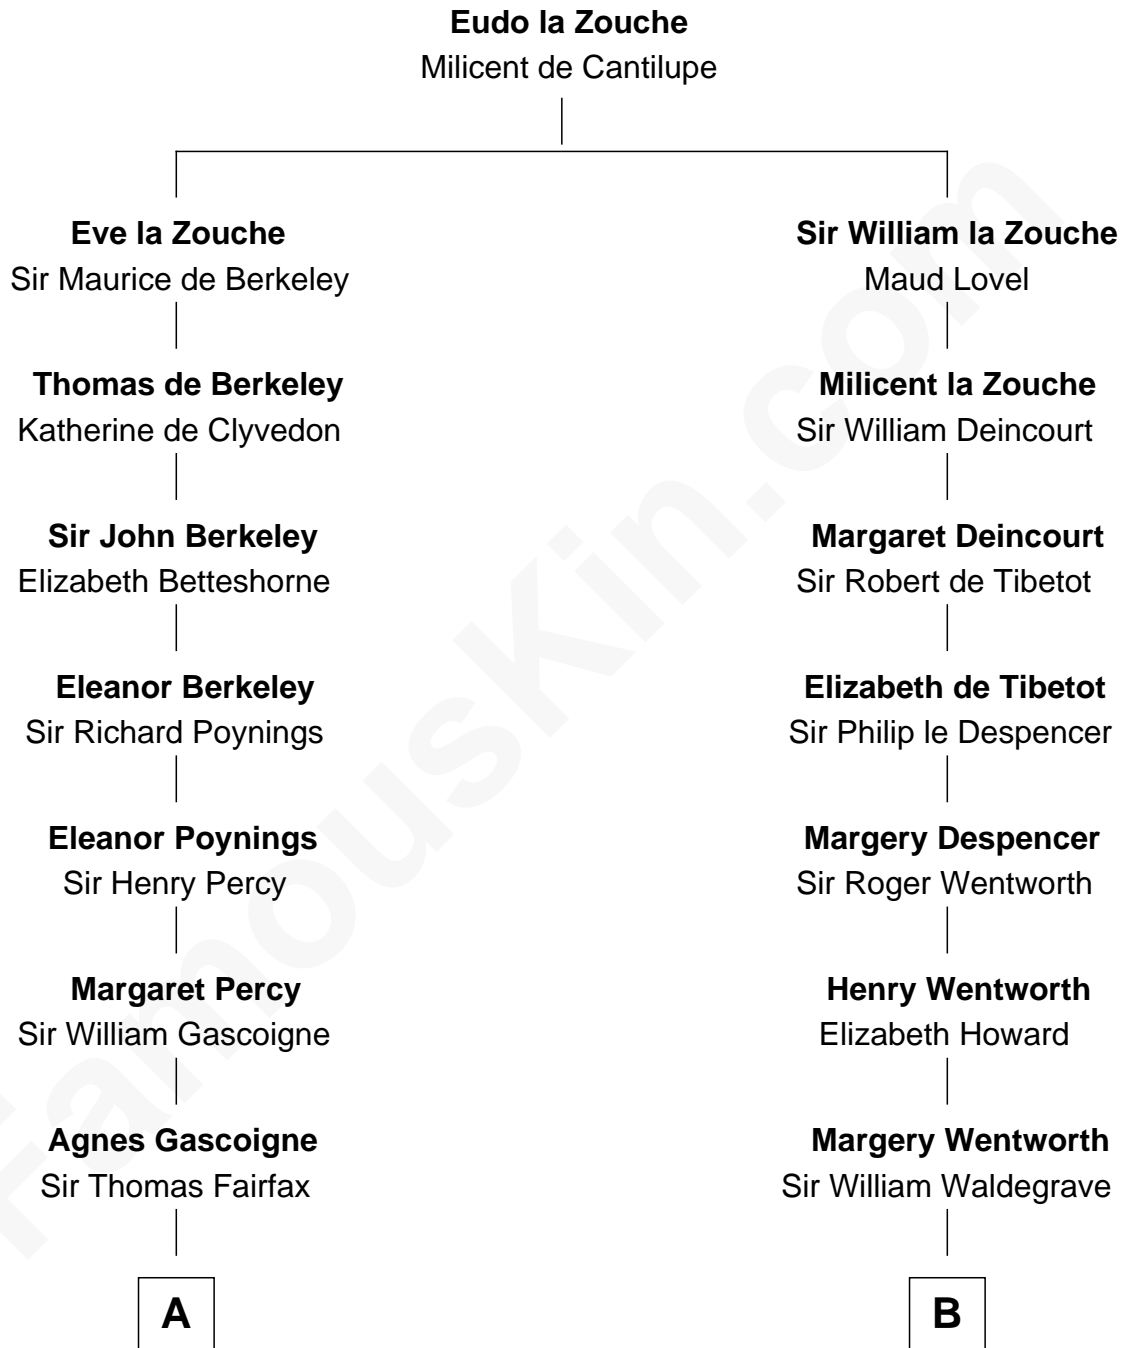 Eudo la Zouche
Milicent de Cantilupe
Eve la Zouche
Sir Maurice de Berkeley
Thomas de Berkeley
Katherine de Clyvedon
Sir John Berkeley
Elizabeth Betteshorne
Eleanor Berkeley
Sir Richard Poynings
Eleanor Poynings
Sir Henry Percy
Margaret Percy
Sir William Gascoigne
Agnes Gascoigne
Sir Thomas Fairfax
A
Sir William la Zouche
Maud Lovel
Milicent la Zouche
Sir William Deincourt
Margaret Deincourt
Sir Robert de Tibetot
Elizabeth de Tibetot
Sir Philip le Despencer
Margery Despencer
Sir Roger Wentworth
Henry Wentworth
Elizabeth Howard
Margery Wentworth
Sir William Waldegrave
B
FamousKin.com